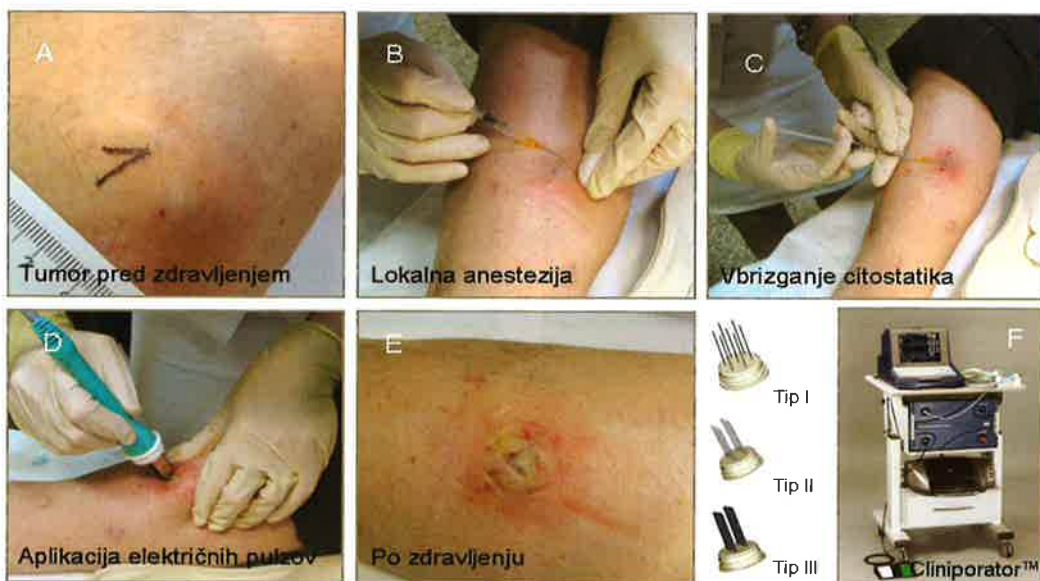 A
Tumor pred zdravljenjem
B
Lokalna anestezija
C
Vbrizganje citostatika
D
Aplikacija električnih pulzov
E
Po zdravljenju
Tip I
Tip II
Tip III
F
Cliniporator™